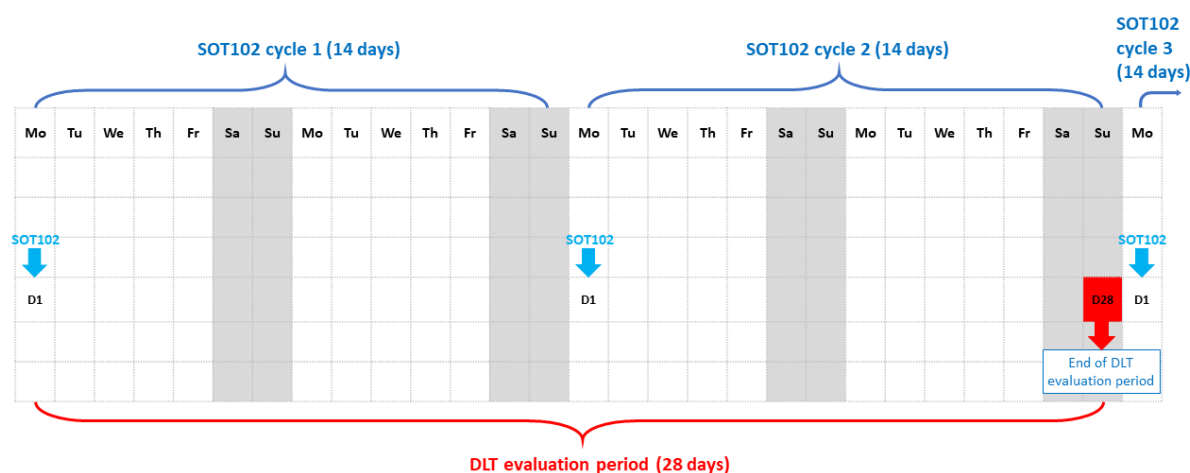 SOT102 cycle 1 (14 days)
SOT102 cycle 2 (14 days)
SOT102
cycle 3
(14 days)
Mo Tu We Th Fr Sa Su Mo Tu We Th Fr Sa Su Mo Tu We Th Fr Sa Su Mo Tu We Th Fr Sa Su Mo
SOT102 SOT102 SOT102
D1 D1 D28 D1
End of DLT
evaluation period
DLT evaluation period (28 days)